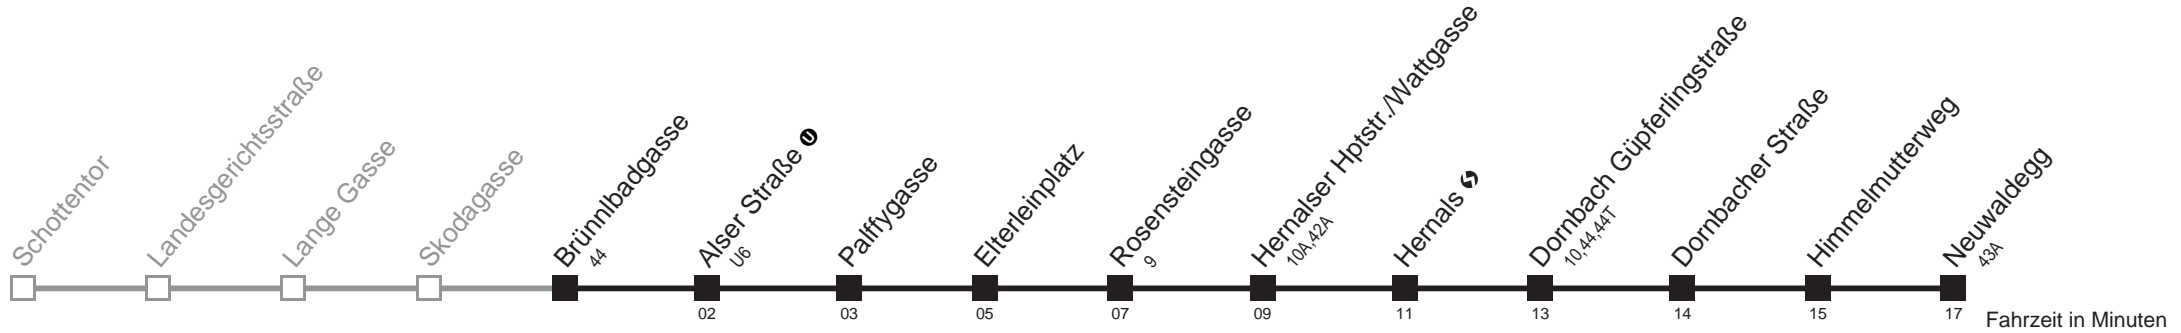 Schottentor
Landesgerichtsstraße
Lange Gasse
Skodagasse
Brünnlbadgasse
44
Alser Straße U
U6
Palffygasse
Elterleinplatz
Rosensteingasse
9
Hernalser Hptstr./Wattgasse
10A,42A
Hernals S
Dornbach Güpferlingstraße
10,44,44T
Dornbacher Straße
Himmelmutterweg
Neuwaldegg
43A
02
03
05
07
09
11
13
14
15
17
Fahrzeit in Minuten